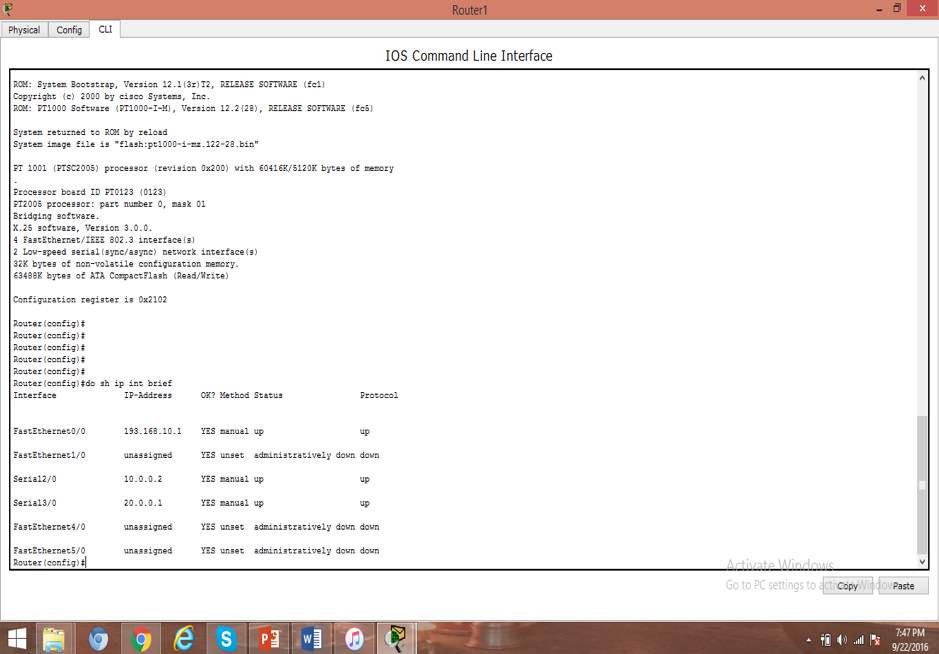 Router1
Physical Config CLI
IOS Command Line Interface
ROM: System Bootstrap, Version 12.1(3r)T2, RELEASE SOFTWARE (fc1)
Copyright (c) 2000 by cisco Systems, Inc.
ROM: PT1000 Software (PT1000-I-M), Version 12.2(28), RELEASE SOFTWARE (fc5)
System returned to ROM by reload
System image file is "flash:pt1000-i-mz.122-28.bin"
PT 1001 (PTSC2005) processor (revision 0x200) with 60416K/5120K bytes of memory
.
Processor board ID PT0123 (0123)
PT2005 processor: part number 0, mask 01
Bridging software.
X.25 software, Version 3.0.0.
4 FastEthernet/IEEE 802.3 interface(s)
2 Low-speed serial(sync/async) network interface(s)
32K bytes of non-volatile configuration memory.
63488K bytes of ATA CompactFlash (Read/Write)
Configuration register is 0x2102
Router(config)#
Router(config)#
Router(config)#
Router(config)#
Router(config)#
Router(config)#do sh ip int brief
Interface IP-Address OK? Method Status Protocol
FastEthernet0/0 193.168.10.1 YES manual up up
FastEthernet1/0 unassigned YES unset administratively down down
Serial2/0 10.0.0.2 YES manual up up
Serial3/0 20.0.0.1 YES manual up up
FastEthernet4/0 unassigned YES unset administratively down down
FastEthernet5/0 unassigned YES unset administratively down down
Router(config)#
Activate Windows
Go to PC settings to activate Windows
Copy Paste
7:47 PM
9/22/2016